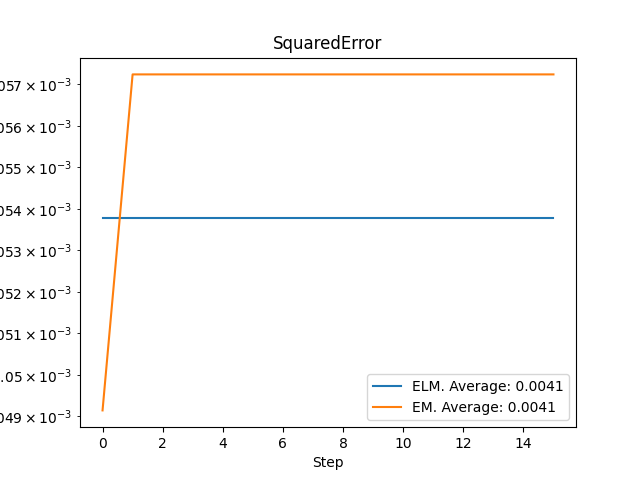 SquaredError
057 × 10⁻³
056 × 10⁻³
055 × 10⁻³
054 × 10⁻³
053 × 10⁻³
052 × 10⁻³
051 × 10⁻³
.05 × 10⁻³
049 × 10⁻³
ELM. Average: 0.0041
EM. Average: 0.0041
0 2 4 6 8 10 12 14
Step